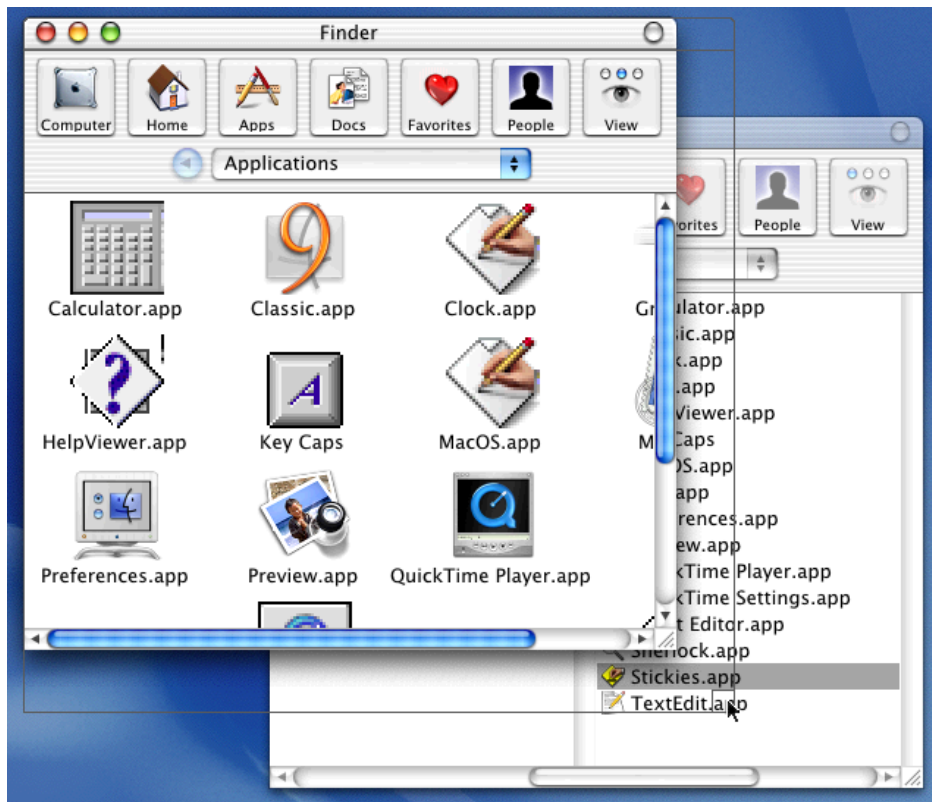 Finder
Computer Home Apps Docs Favorites People View
Applications
orites People View
Calculator.app Classic.app Clock.app Gr
HelpViewer.app Key Caps MacOS.app M
Preferences.app Preview.app QuickTime Player.app
ulator.app
sic.app
k.app
.app
Viewer.app
Caps
OS.app
app
rences.app
ew.app
kTime Player.app
kTime Settings.app
t Editor.app
Sherlock.app
Stickies.app
TextEdit.app